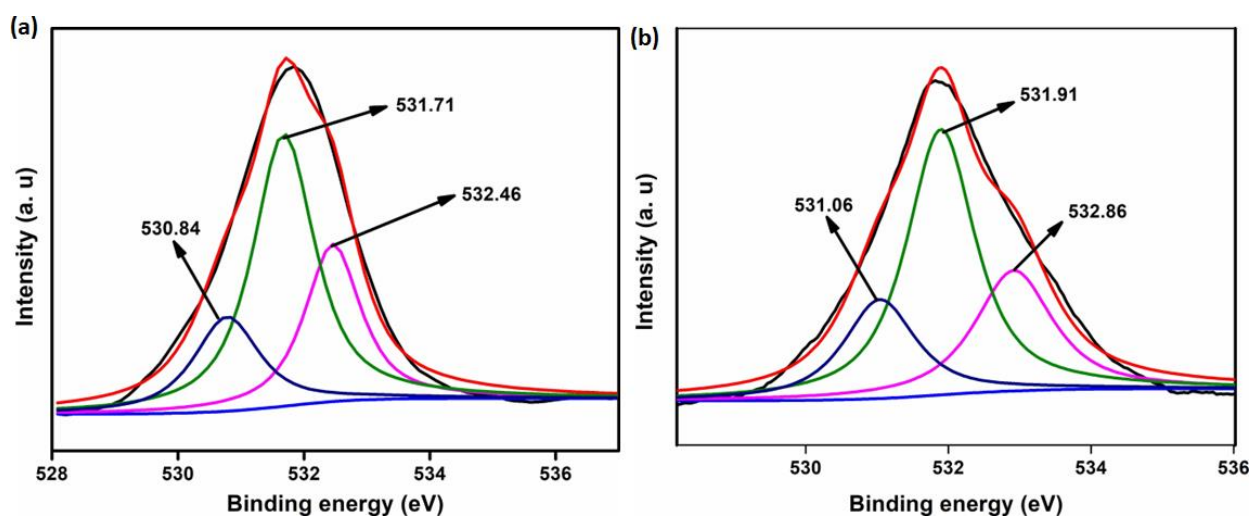 (a)
531.71
532.46
530.84
Intensity (a. u)
528
530
532
534
536
Binding energy (eV)
(b)
531.91
531.06
532.86
Intensity (a. u)
530
532
534
536
Binding energy (eV)